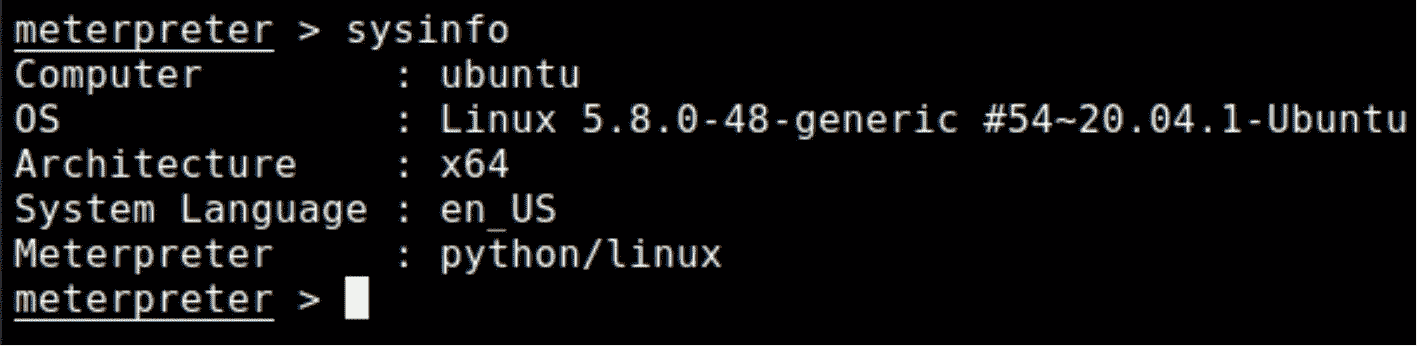 meterpreter > sysinfo
Computer : ubuntu
OS : Linux 5.8.0-48-generic #54~20.04.1-Ubuntu
Architecture : x64
System Language : en_US
Meterpreter : python/linux
meterpreter >